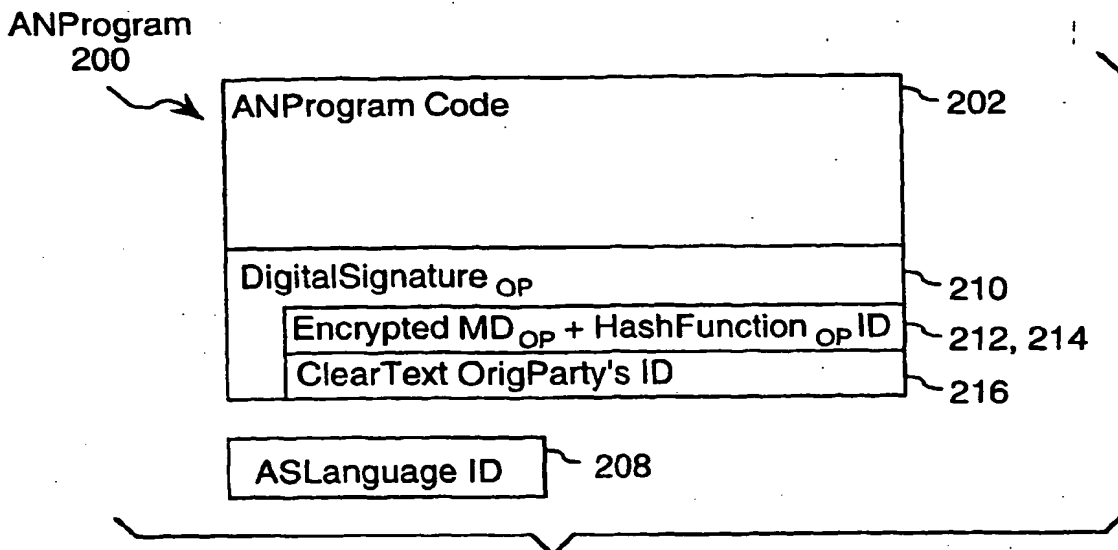 ANProgram
200
ANProgram Code
202
DigitalSignature OP
210
Encrypted MD OP + HashFunction OP ID
212, 214
ClearText OrigParty's ID
216
ASLanguage ID
208